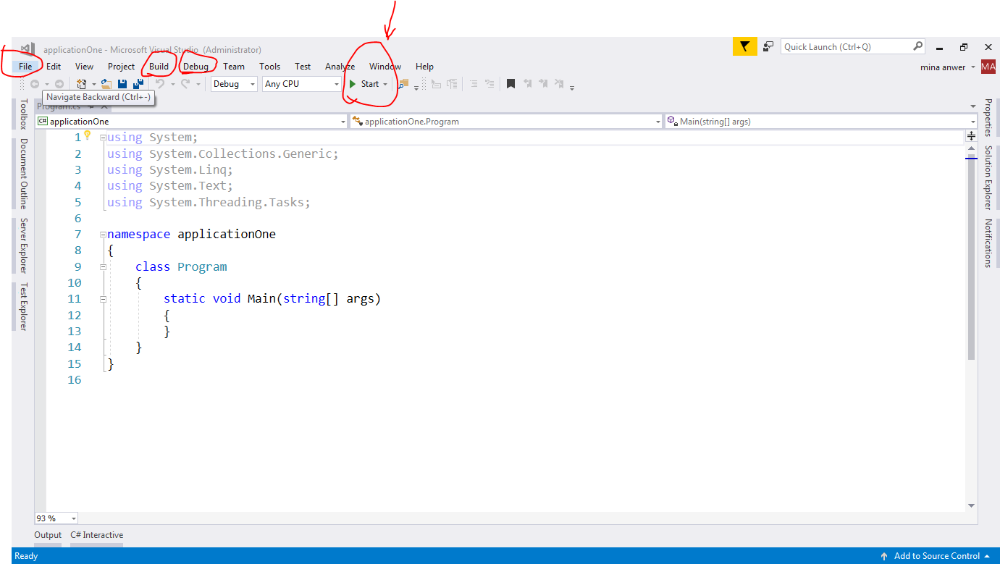 applicationOne - Microsoft Visual Studio (Administrator)
Quick Launch (Ctrl+Q)
File Edit View Project Build Debug Team Tools Test Analyze Window Help
mina anwer MA
Debug Any CPU Start
Navigate Backward (Ctrl+-)
Program.cs
C# applicationOne applicationOne.Program Main(string[] args)
Toolbox
Document Outline
Server Explorer
Test Explorer
1 using System;
2 using System.Collections.Generic;
3 using System.Linq;
4 using System.Text;
5 using System.Threading.Tasks;
6
7 namespace applicationOne
8 {
9 class Program
10 {
11 static void Main(string[] args)
12 {
13 }
14 }
15 }
16
Properties
Solution Explorer
Notifications
93 %
Output C# Interactive
Ready Add to Source Control